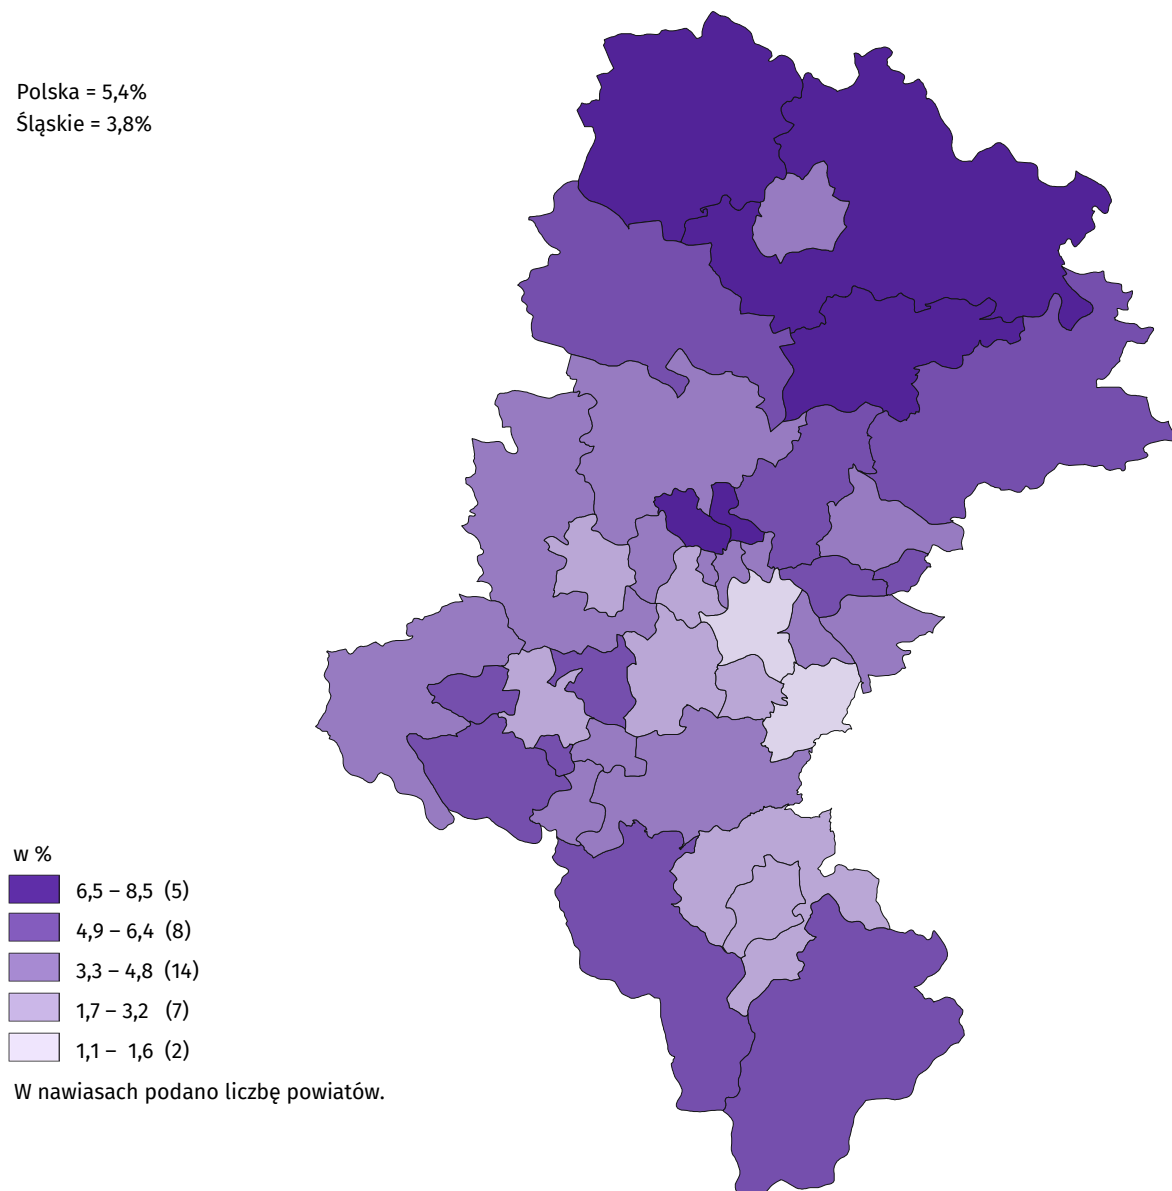 Polska = 5,4%
Śląskie = 3,8%
w %
6,5 – 8,5 (5)
4,9 – 6,4 (8)
3,3 – 4,8 (14)
1,7 – 3,2 (7)
1,1 – 1,6 (2)
W nawiasach podano liczbę powiatów.